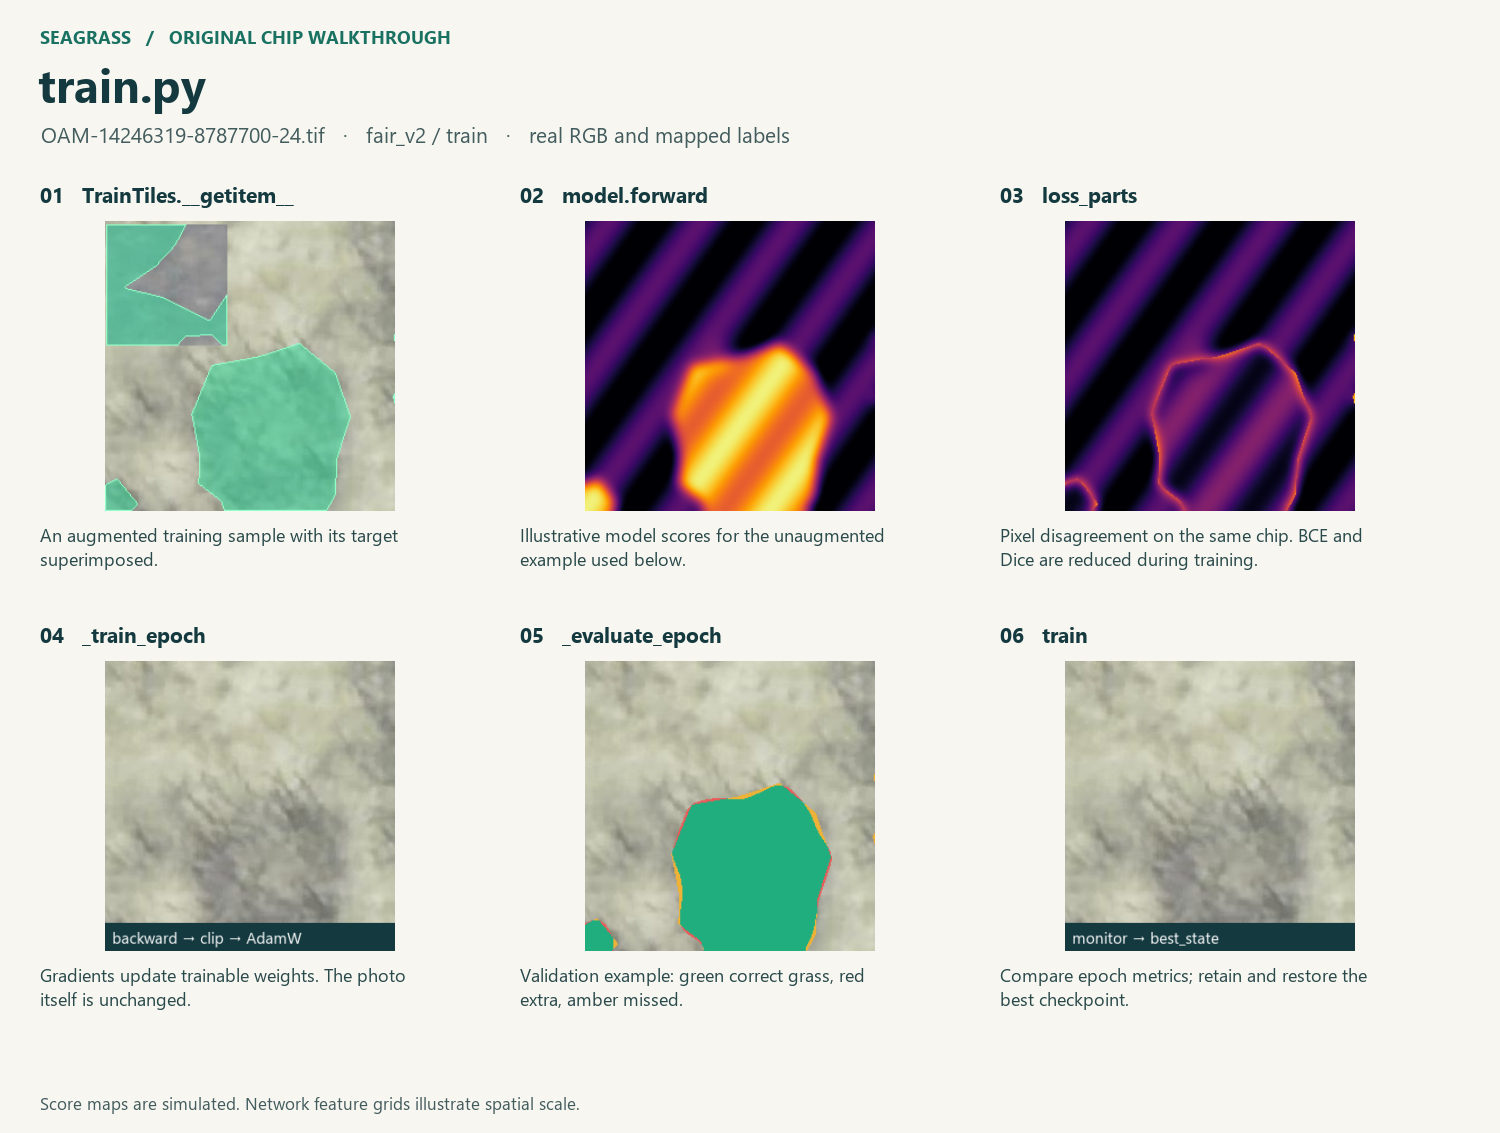 SEAGRASS / ORIGINAL CHIP WALKTHROUGH
train.py
OAM-14246319-8787700-24.tif · fair_v2 / train · real RGB and mapped labels
01 TrainTiles.__getitem__
02 model.forward
03 loss_parts
An augmented training sample with its target
superimposed.
Illustrative model scores for the unaugmented
example used below.
Pixel disagreement on the same chip. BCE and
Dice are reduced during training.
04 _train_epoch
05 _evaluate_epoch
06 train
backward → clip → AdamW
monitor → best_state
Gradients update trainable weights. The photo
itself is unchanged.
Validation example: green correct grass, red
extra, amber missed.
Compare epoch metrics; retain and restore the
best checkpoint.
Score maps are simulated. Network feature grids illustrate spatial scale.